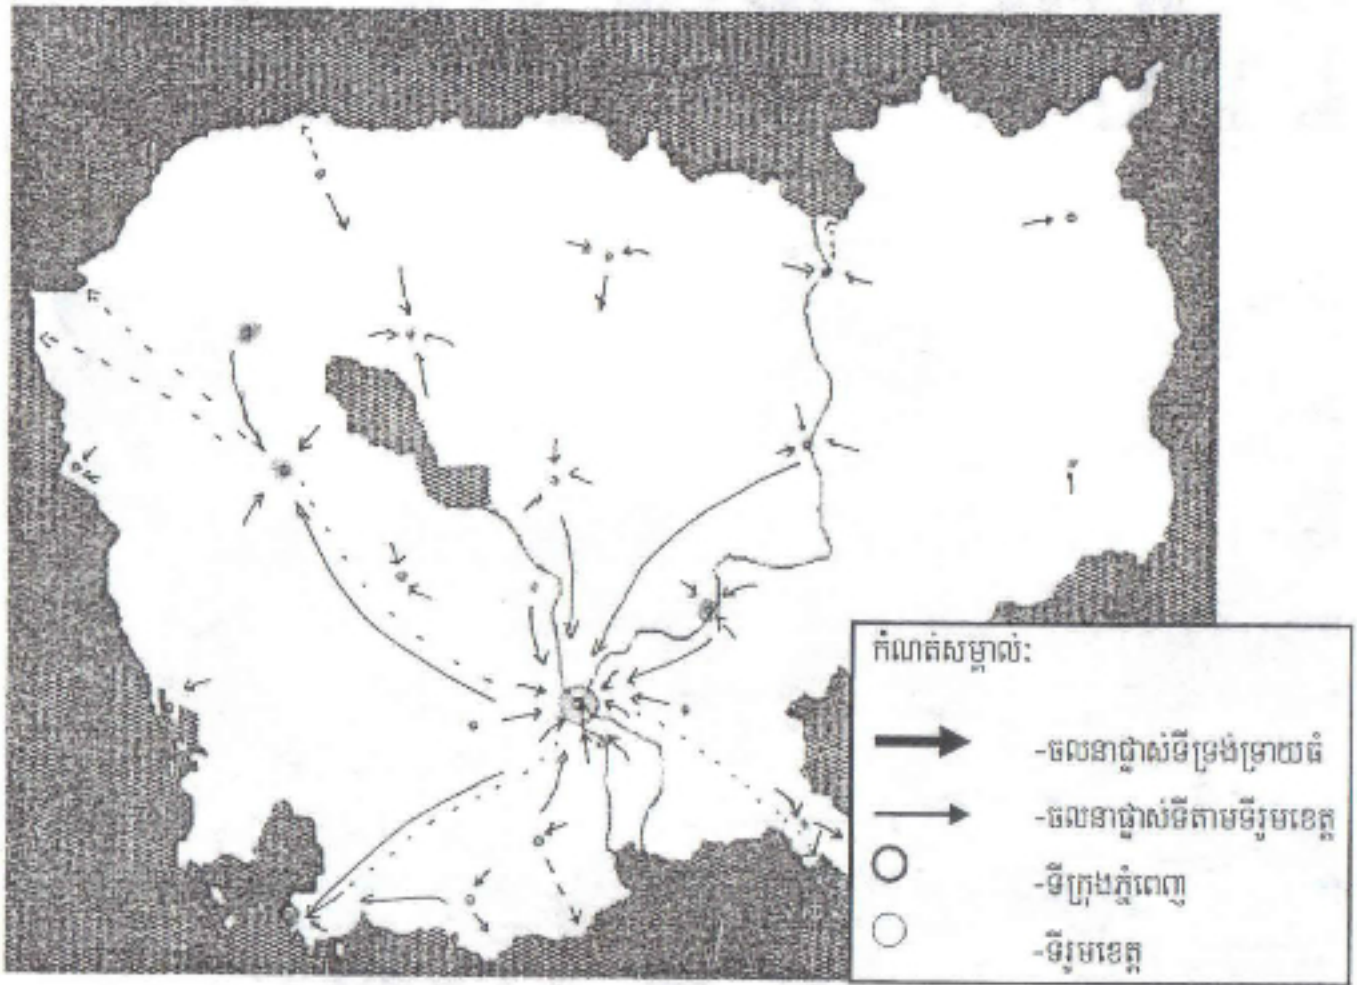 កំណត់សម្គាល់:
-ចលនាផ្លាស់ទីទ្រង់ទ្រាយធំ
-ចលនាផ្លាស់ទីតាមទីរួមខេត្ត
-ទីក្រុងភ្នំពេញ
-ទីរួមខេត្ត